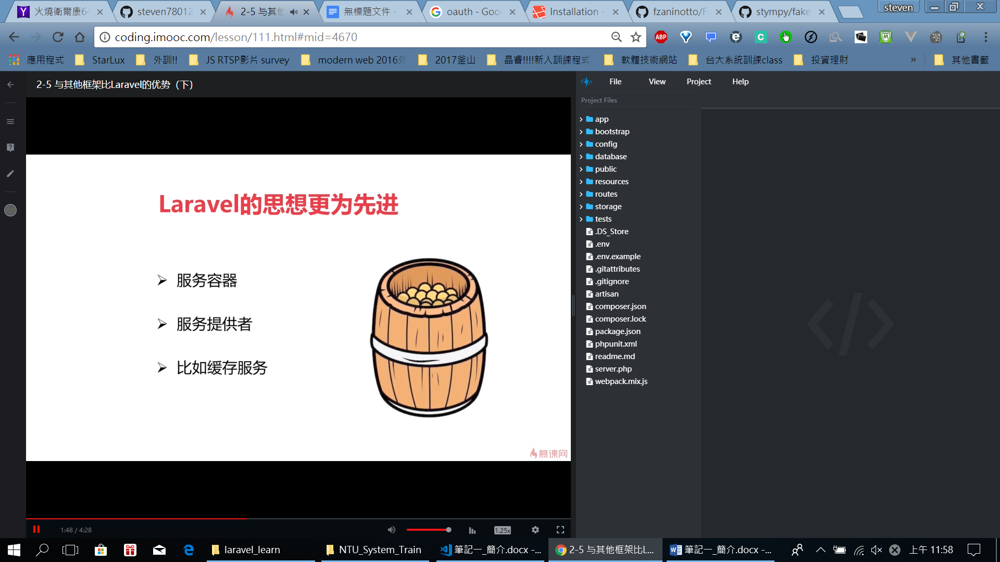 火燒衛爾康64
steven78012
2-5 与其他
無標題文件 -
oauth - Goo
Installation -
fzaninotto/F
stympy/fake
steven
coding.imooc.com/lesson/111.html#mid=4670
ABP
應用程式
StarLux
外訓!!
JS RTSP影片 survey
modern web 2016外
2017釜山
晶睿!!!!新人訓練程式
軟體技術網站
台大系統訓練class
投資理財
»
其他書籤
2-5 与其他框架比Laravel的优势（下）
File
View
Project
Help
Project Files
app
bootstrap
config
database
public
resources
routes
storage
tests
.DS_Store
.env
.env.example
.gitattributes
.gitignore
artisan
composer.json
composer.lock
package.json
phpunit.xml
readme.md
server.php
webpack.mix.js
Laravel的思想更为先进
服务容器
服务提供者
比如缓存服务
慕课网
1:48 / 4:28
1.25x
laravel_learn
NTU_System_Train
筆記一_簡介.docx -...
2-5 与其他框架比L...
筆記一_簡介.docx -...
上午 11:58